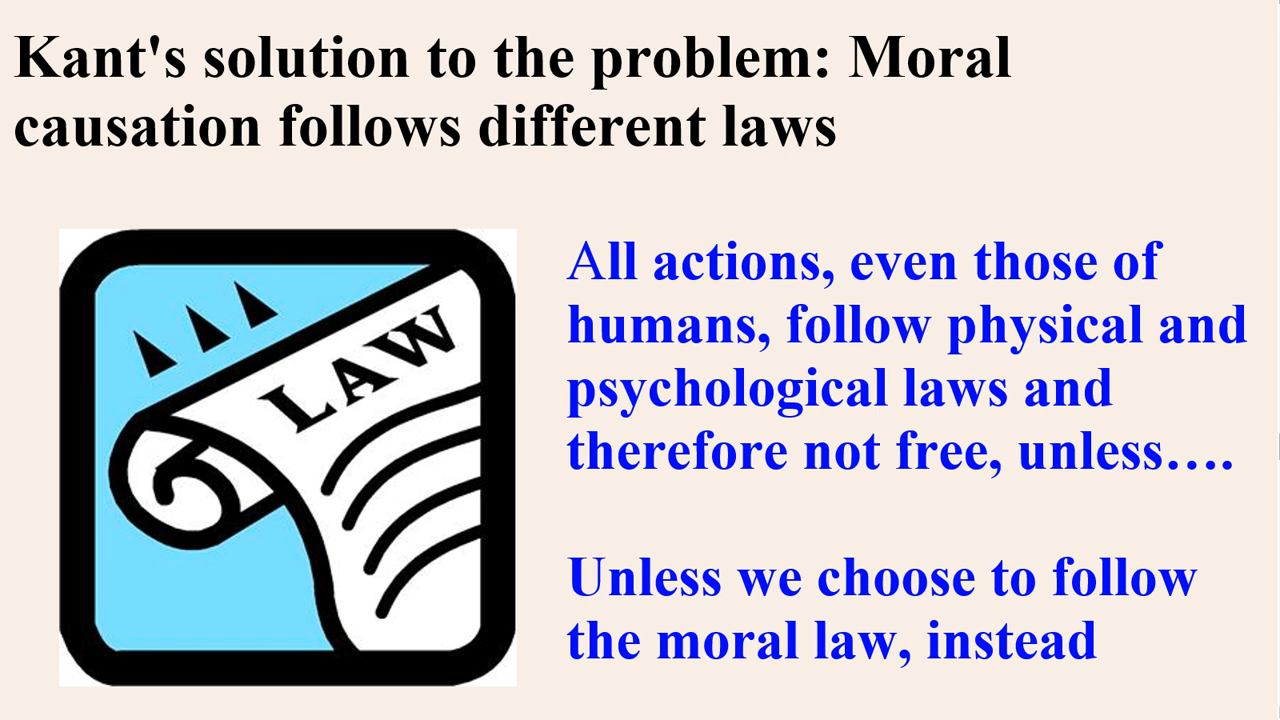 Kant's solution to the problem: Moral
causation follows different laws
LAW
All actions, even those of
humans, follow physical and
psychological laws and
therefore not free, unless….
Unless we choose to follow
the moral law, instead